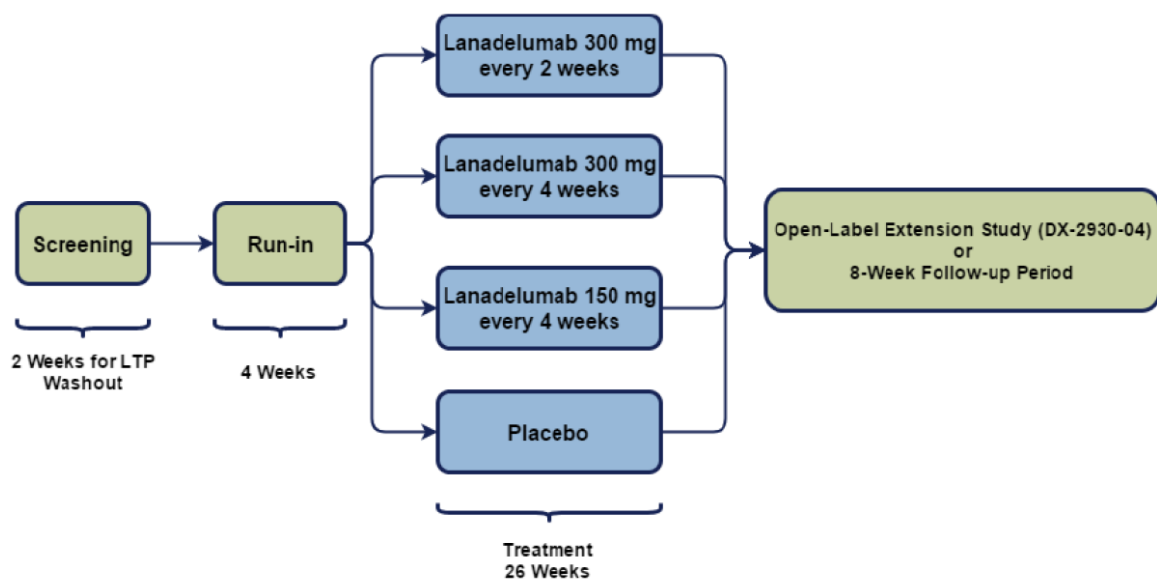 Screening
2 Weeks for LTP
Washout
Run-in
4 Weeks
Lanadelumab 300 mg
every 2 weeks
Lanadelumab 300 mg
every 4 weeks
Lanadelumab 150 mg
every 4 weeks
Placebo
Treatment
26 Weeks
Open-Label Extension Study (DX-2930-04)
or
8-Week Follow-up Period